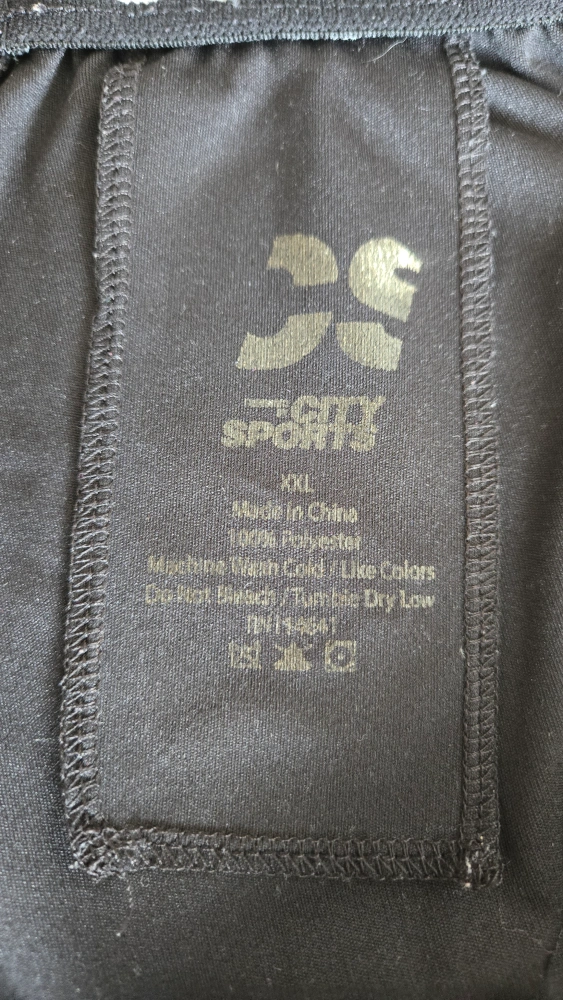 CITY
SPORTS
XXL
Made In China
100% Polyester
Machine Wash Cold / Like Colors
Do Not Bleach / Tumble Dry Low